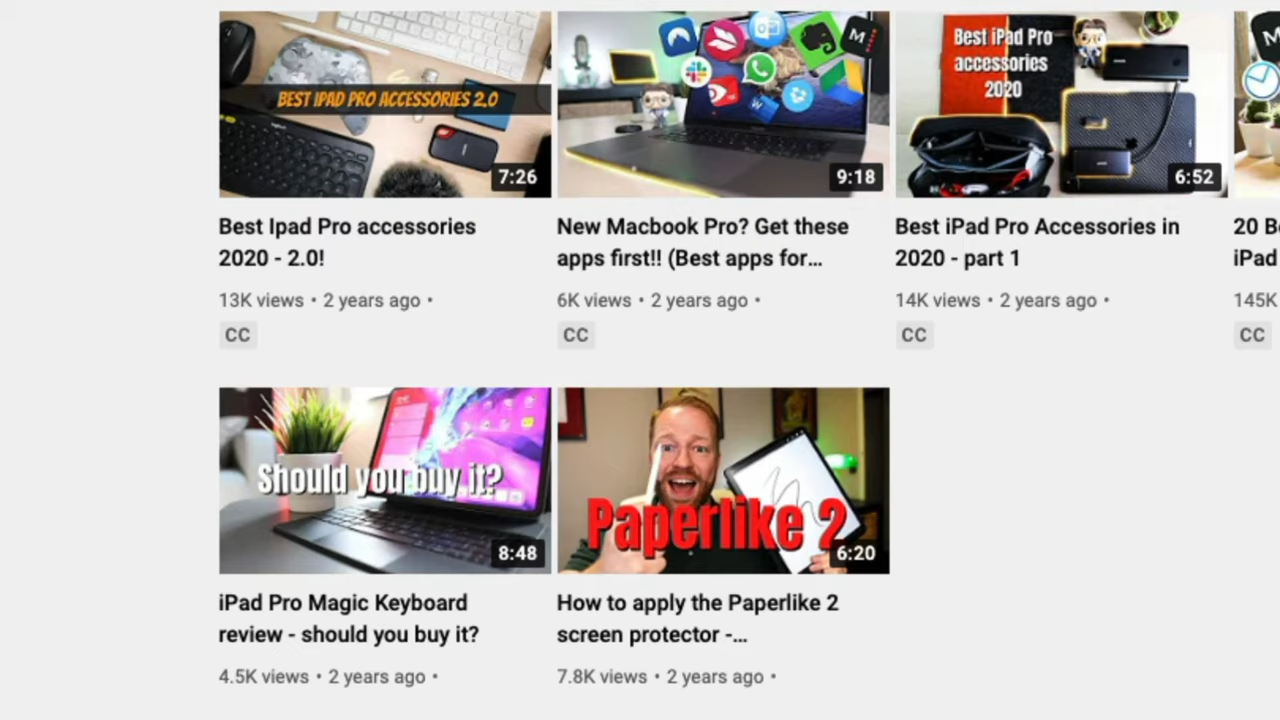 BEST IPAD PRO ACCESSORIES 2.0
7:26
9:18
Best iPad Pro
accessories
2020
6:52
Best Ipad Pro accessories
2020 - 2.0!
13K views • 2 years ago •
CC
New Macbook Pro? Get these
apps first!! (Best apps for...
6K views • 2 years ago •
CC
Best iPad Pro Accessories in
2020 - part 1
14K views • 2 years ago •
CC
20 B
iPad
145K
CC
Should you buy it?
8:48
Paperlike 2
6:20
iPad Pro Magic Keyboard
review - should you buy it?
4.5K views • 2 years ago •
How to apply the Paperlike 2
screen protector -...
7.8K views • 2 years ago •